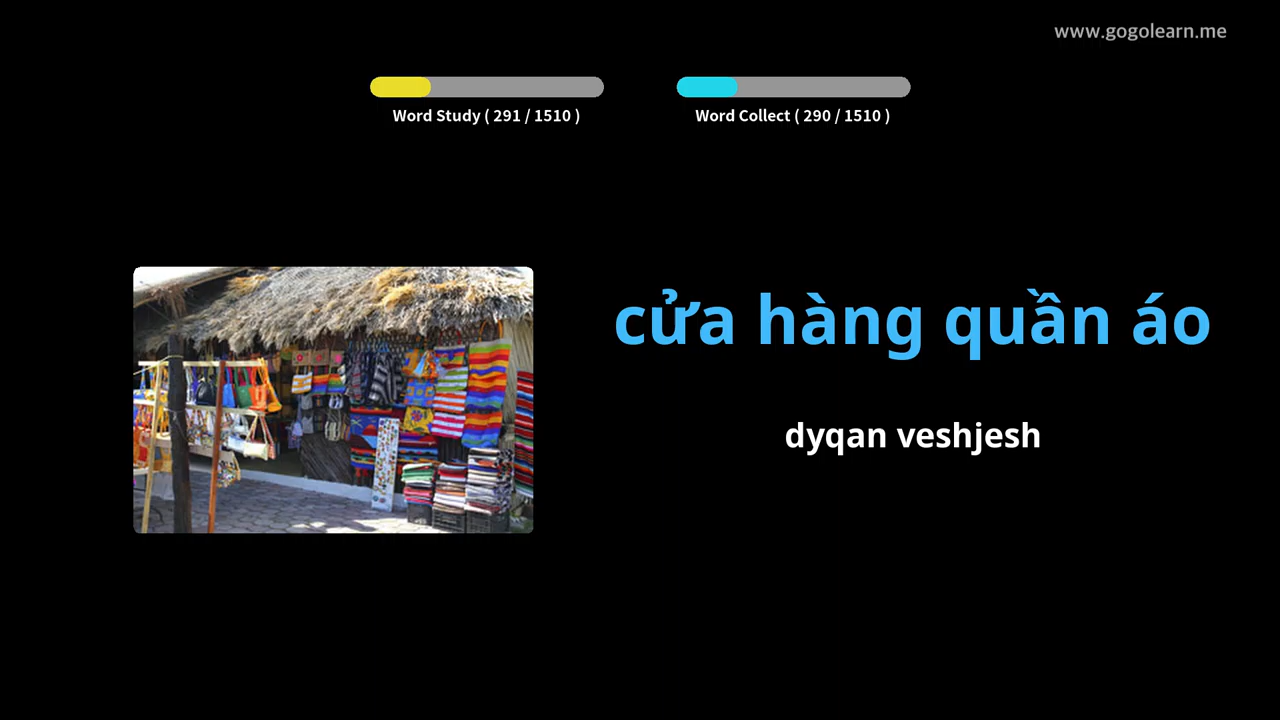 www.gogolearn.me
Word Study ( 291 / 1510 )
Word Collect ( 290 / 1510 )
cửa hàng quần áo
dyqan veshjesh